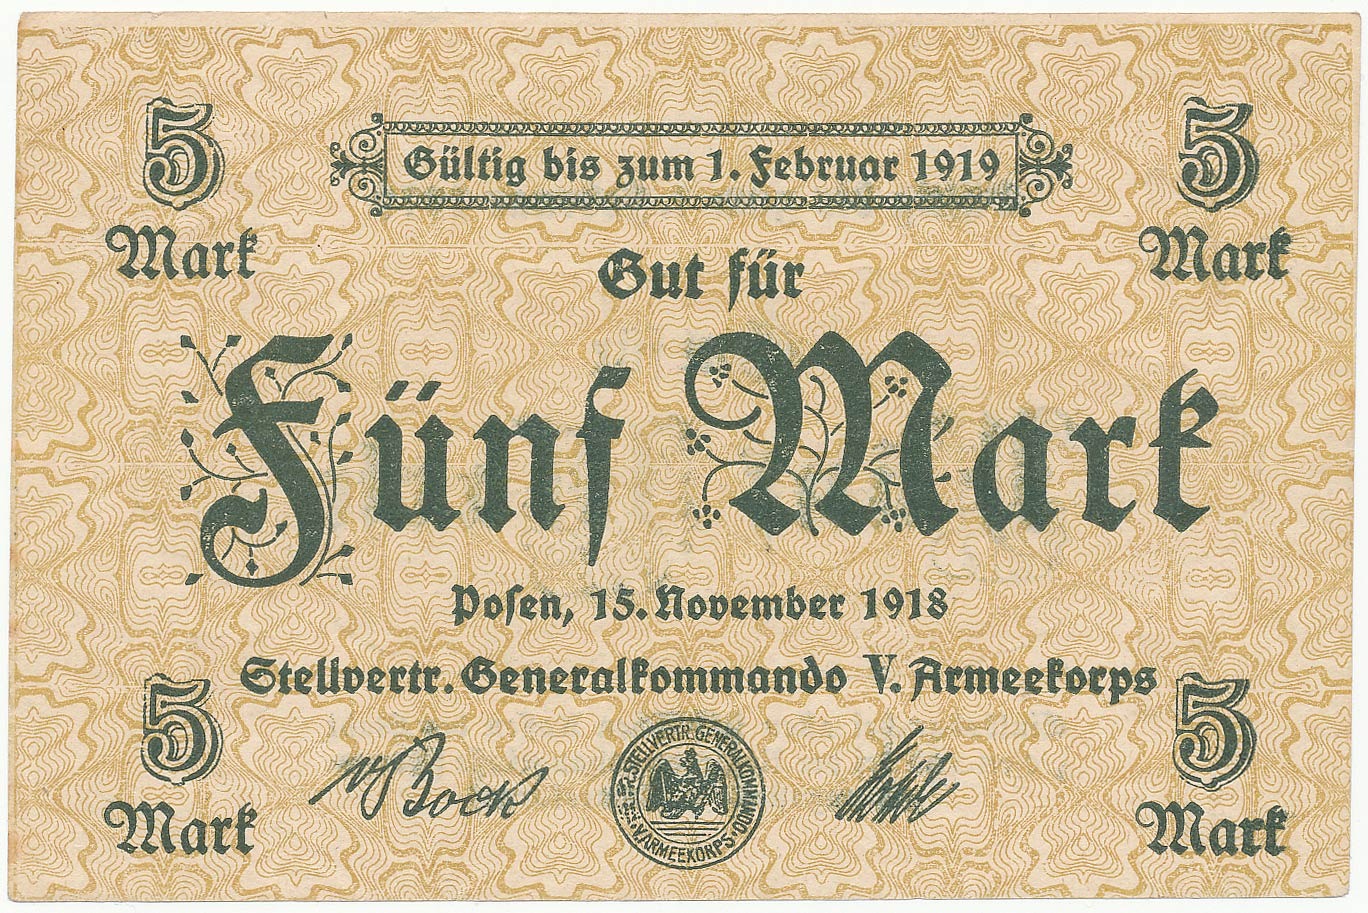 5
Mark
Gültig bis zum 1. Februar 1919
5
Mark
Gut für
Fünf Mark
Posen, 15. November 1918
Stellvertr. Generalkommando V. Armeekorps
5
Mark
v Bock
STELLVERTR. GENERALKOMMANDO
V. ARMEEKORPS
5
Mark